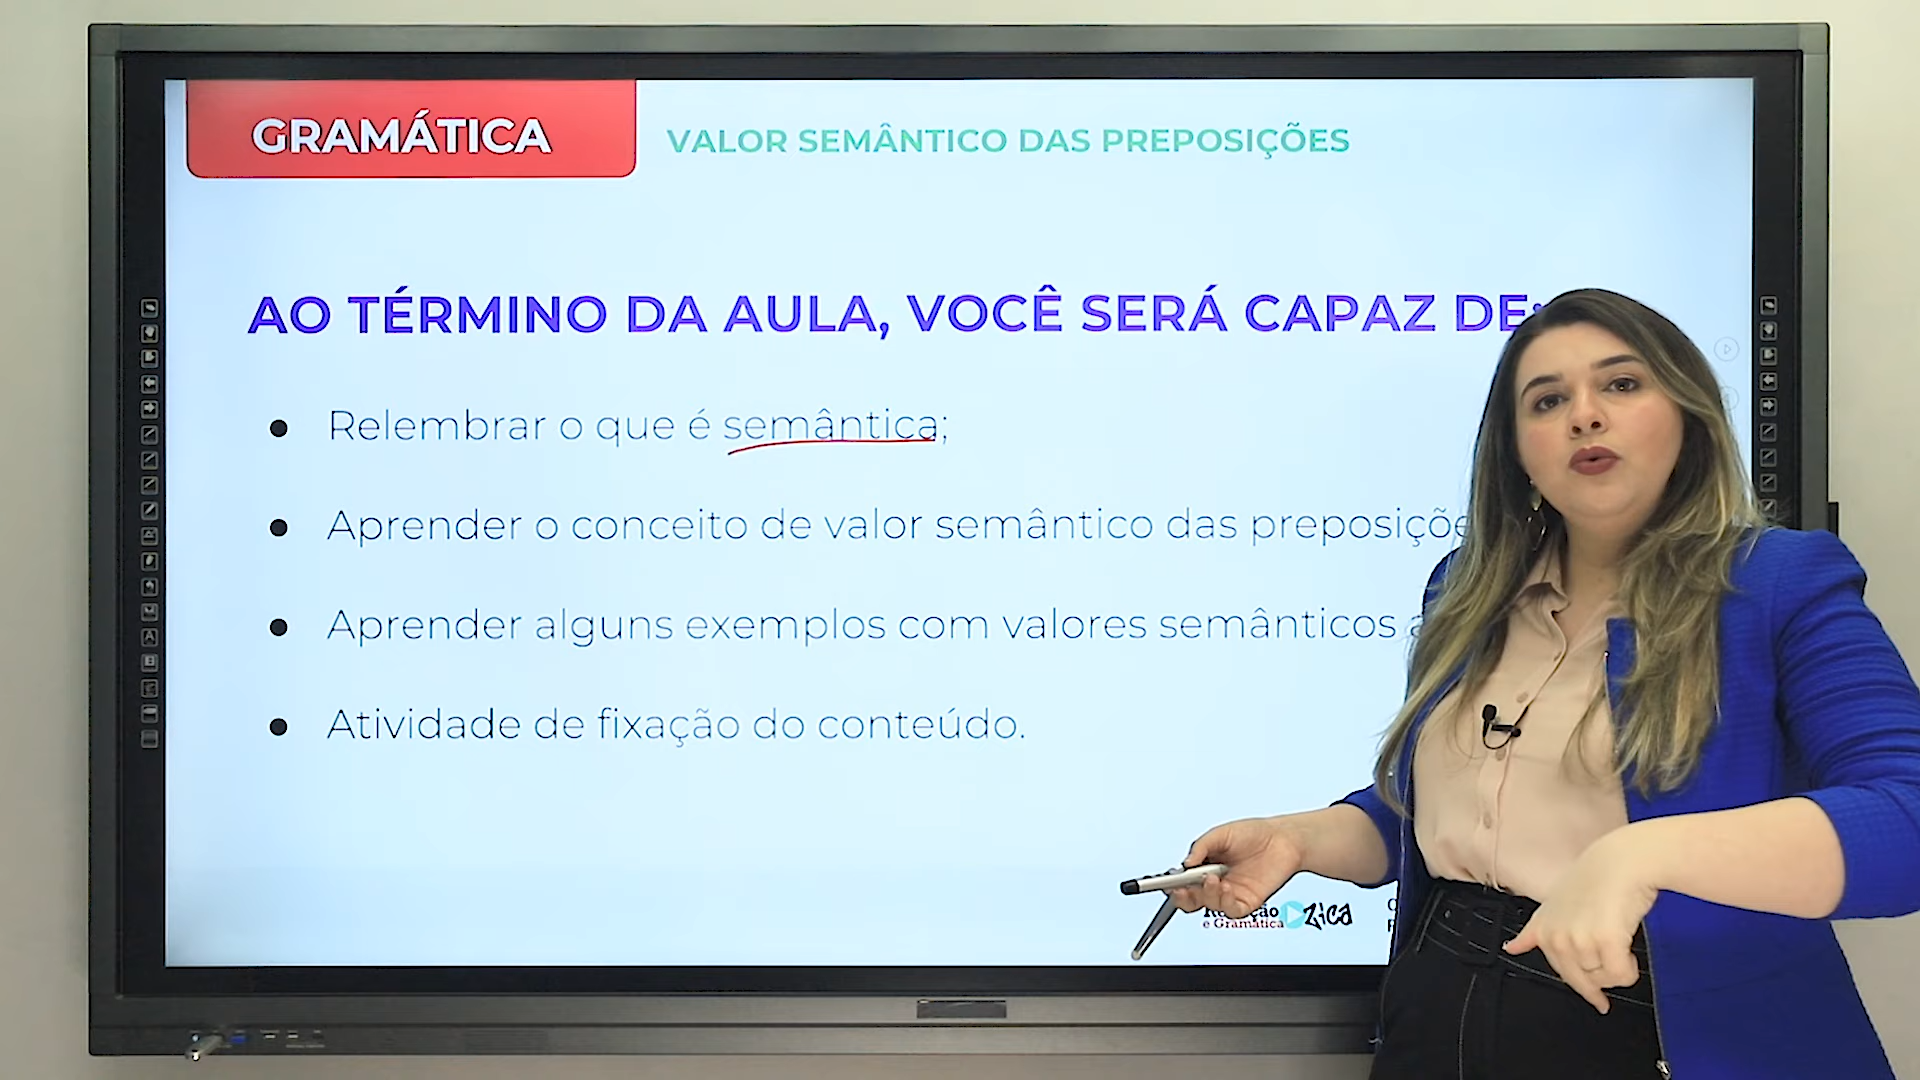 GRAMÁTICA
VALOR SEMÂNTICO DAS PREPOSIÇÕES
AO TÉRMINO DA AULA, VOCÊ SERÁ CAPAZ DE:
● Relembrar o que é semântica;
● Aprender o conceito de valor semântico das
● Aprender alguns exemplos com valores semânticos
● Atividade de fixação do conteúdo.
e Gramática
zica